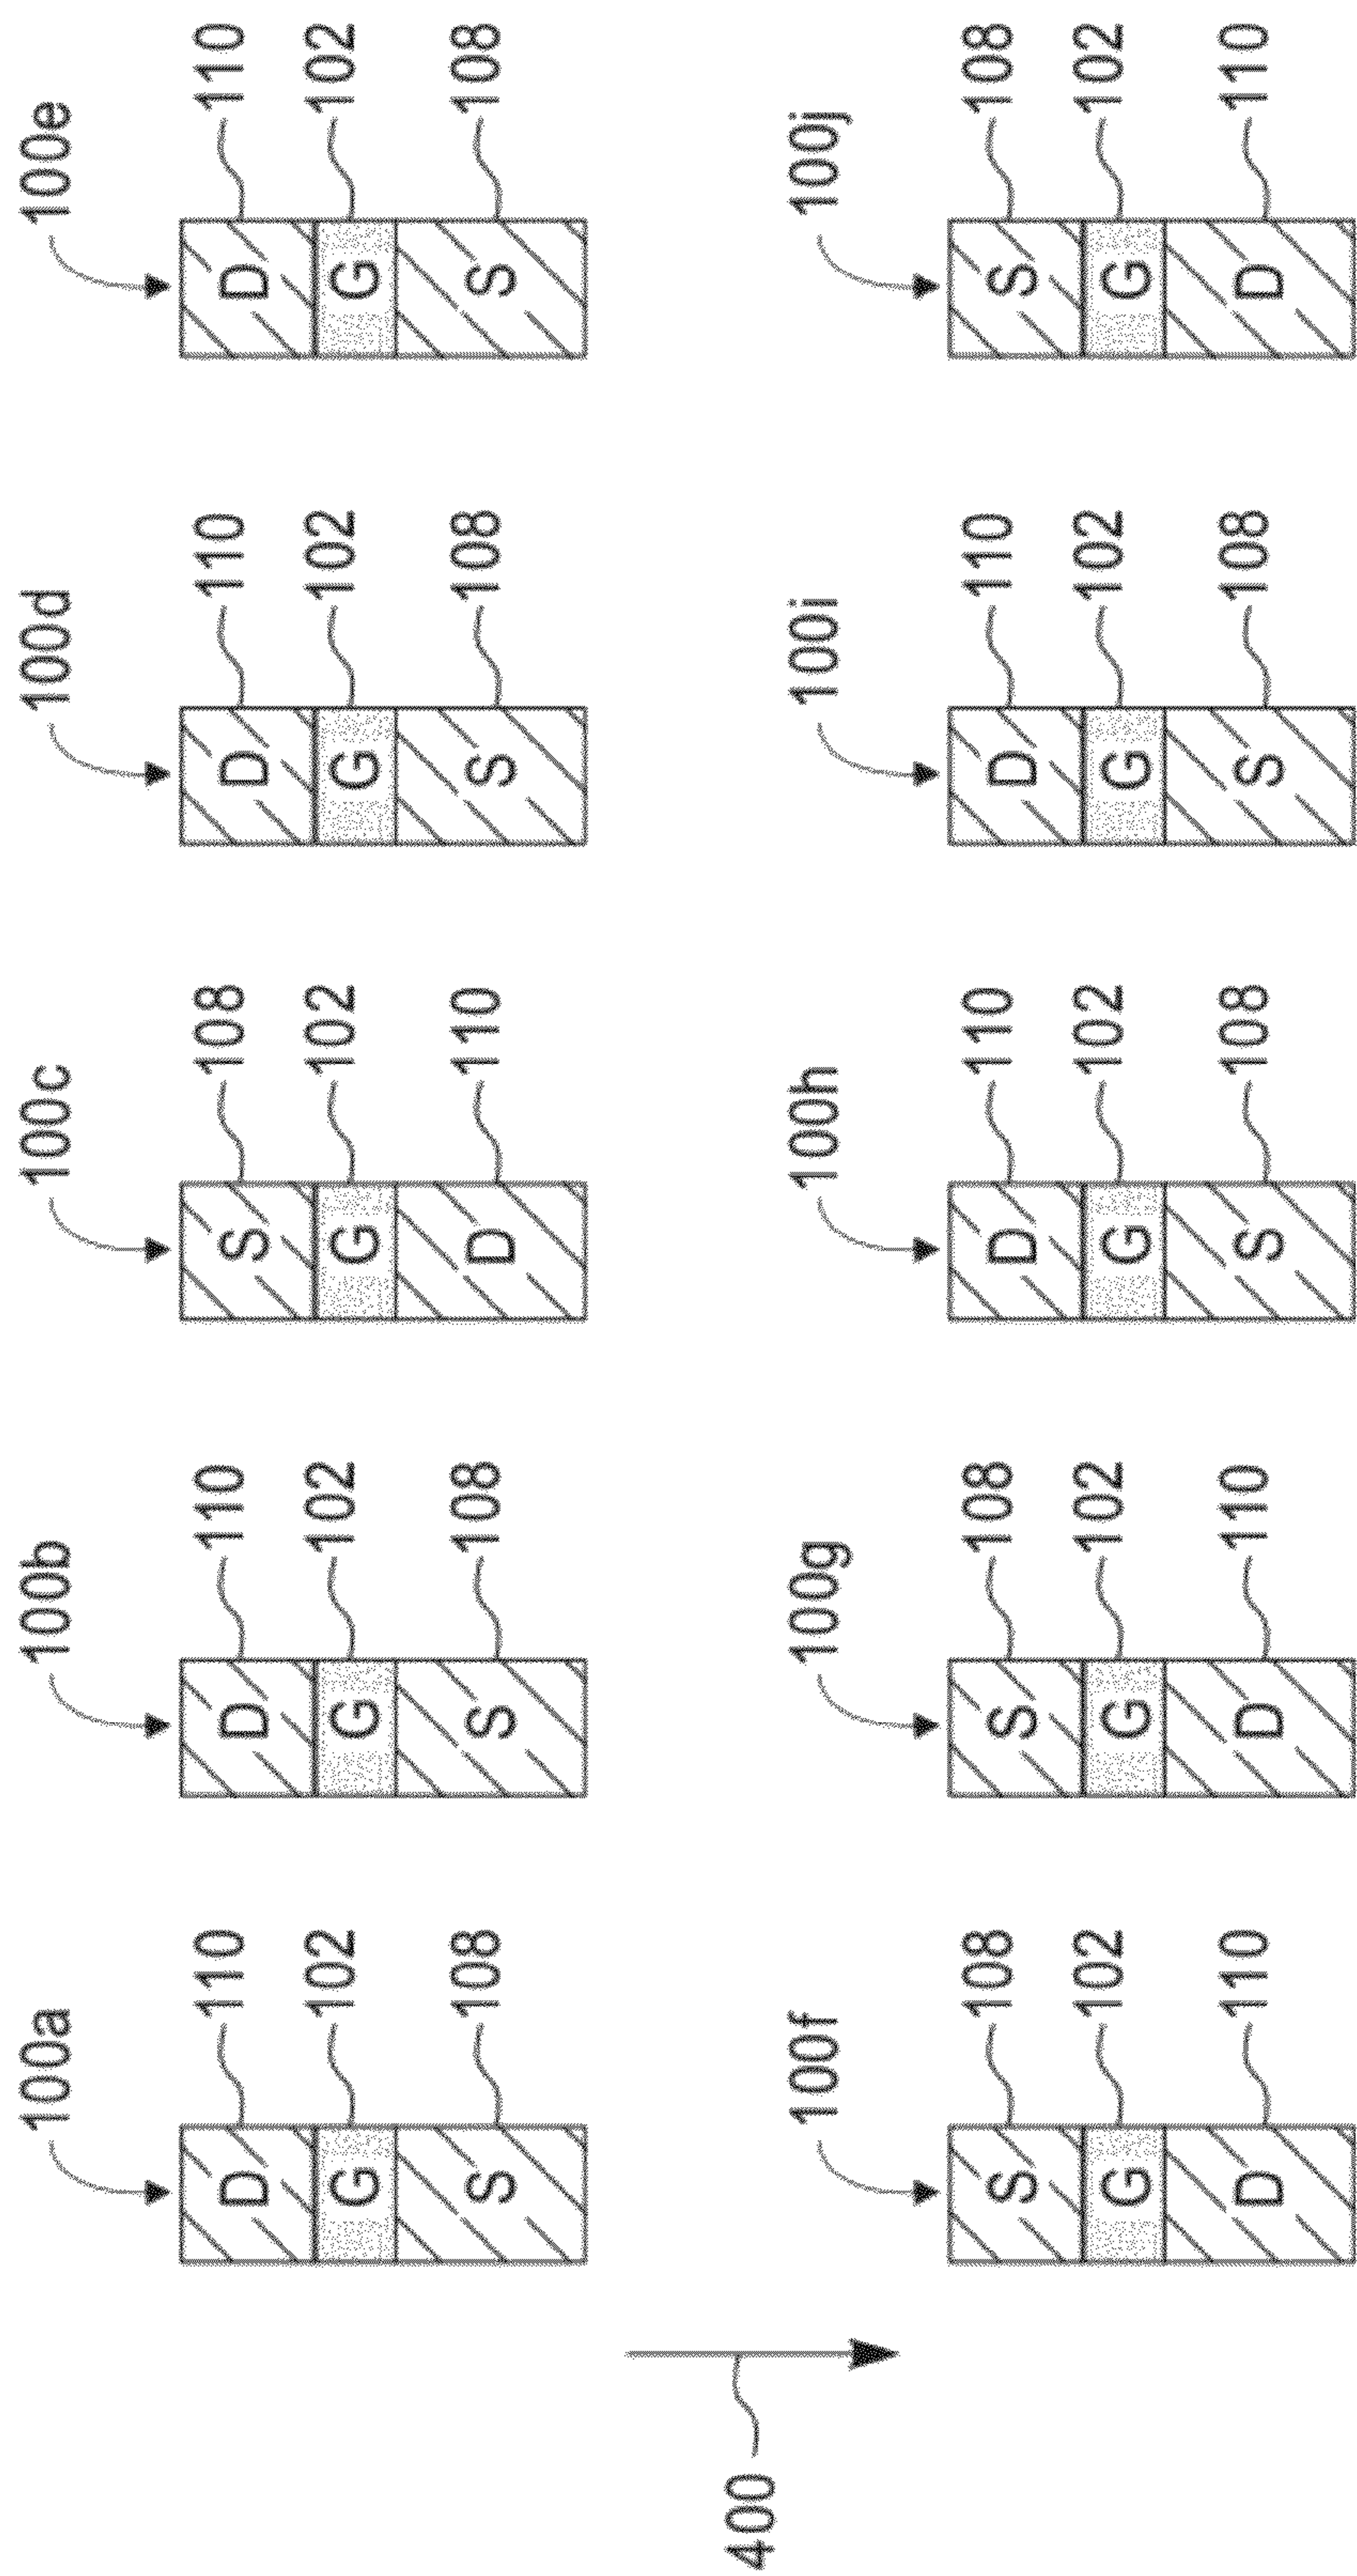 100a 100b 100c 100d 100e
D 110 D 110 S 108 D 110 D 110
G 102 G 102 G 102 G 102 G 102
S 108 S 108 D 110 S 108 S 108
400
100f 100g 100h 100i 100j
S 108 S 108 D 110 D 110 S 108
G 102 G 102 G 102 G 102 G 102
D 110 D 110 S 108 S 108 D 110